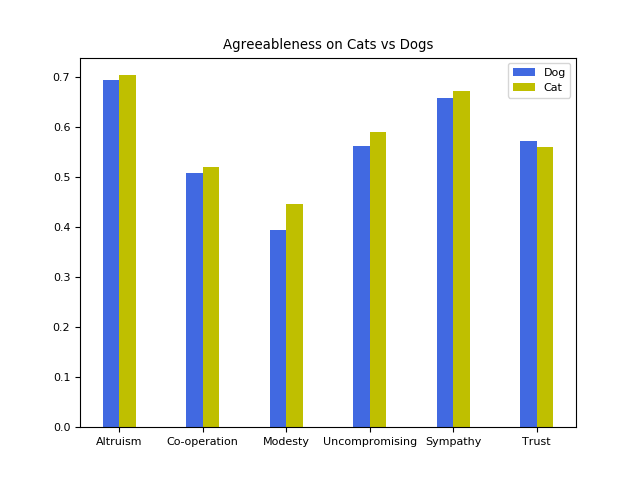 Agreeableness on Cats vs Dogs
Dog
Cat
0.7
0.6
0.5
0.4
0.3
0.2
0.1
0.0
Altruism Co-operation Modesty Uncompromising Sympathy Trust